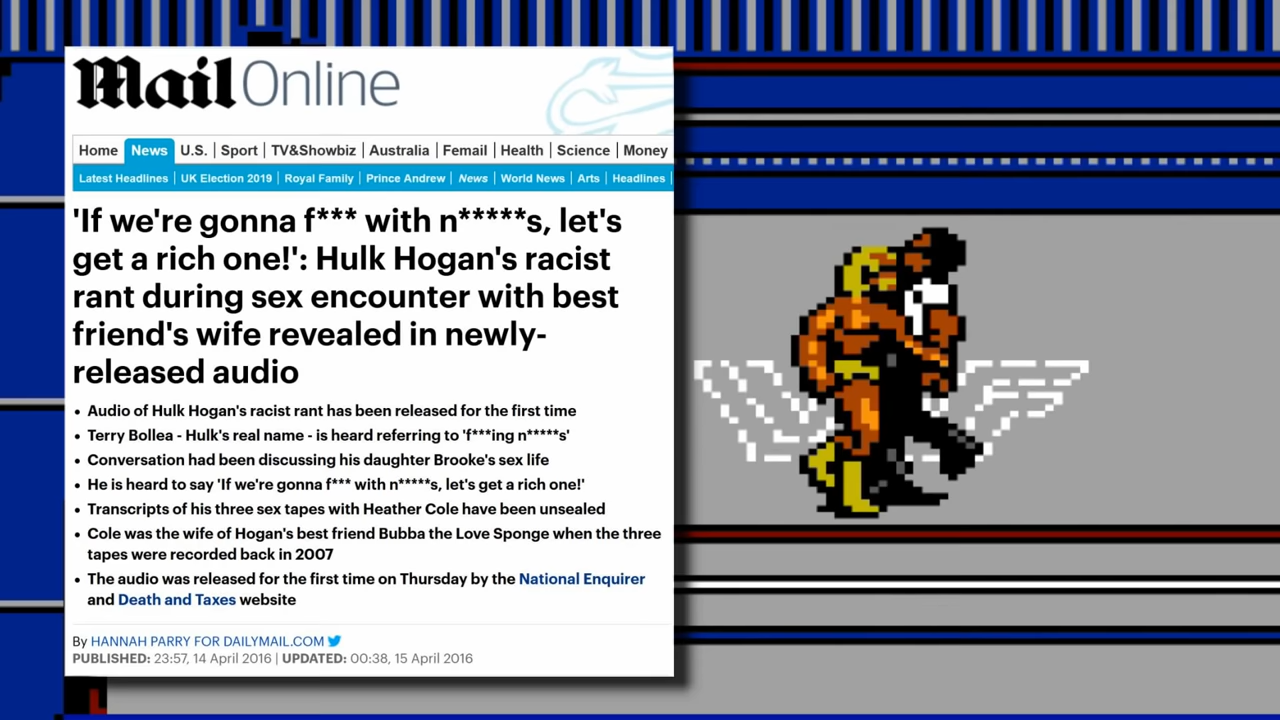 Mail Online
Home | News | U.S. | Sport | TV&Showbiz | Australia | Femail | Health | Science | Money
Latest Headlines | UK Election 2019 | Royal Family | Prince Andrew | News | World News | Arts | Headlines |
'If we're gonna f*** with n*****s, let's
get a rich one!': Hulk Hogan's racist
rant during sex encounter with best
friend's wife revealed in newly-
released audio
• Audio of Hulk Hogan's racist rant has been released for the first time
• Terry Bollea - Hulk's real name - is heard referring to 'f***ing n*****s'
• Conversation had been discussing his daughter Brooke's sex life
• He is heard to say 'If we're gonna f*** with n*****s, let's get a rich one!'
• Transcripts of his three sex tapes with Heather Cole have been unsealed
• Cole was the wife of Hogan's best friend Bubba the Love Sponge when the three
tapes were recorded back in 2007
• The audio was released for the first time on Thursday by the National Enquirer
and Death and Taxes website
By HANNAH PARRY FOR DAILYMAIL.COM
PUBLISHED: 23:57, 14 April 2016 | UPDATED: 00:38, 15 April 2016